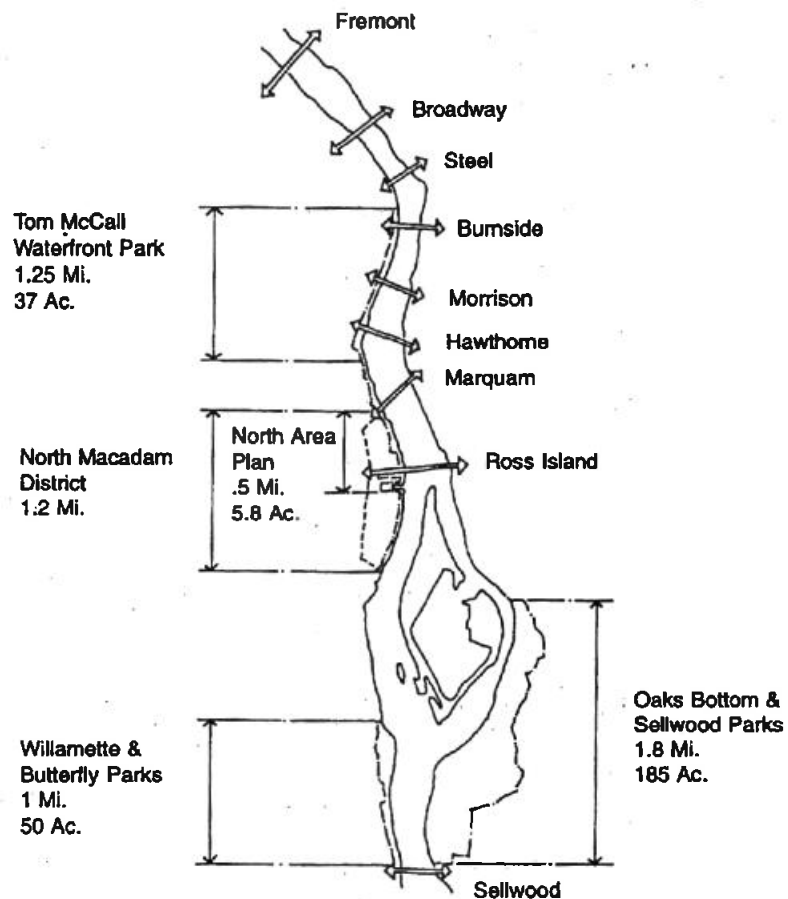 Fremont
Broadway
Steel
Tom McCall
Waterfront Park
1.25 Mi.
37 Ac.
Burnside
Morrison
Hawthorne
Marquam
North Macadam
District
1.2 Mi.
North Area
Plan
.5 Mi.
5.8 Ac.
Ross Island
Oaks Bottom &
Sellwood Parks
1.8 Mi.
185 Ac.
Willamette &
Butterfly Parks
1 Mi.
50 Ac.
Sellwood